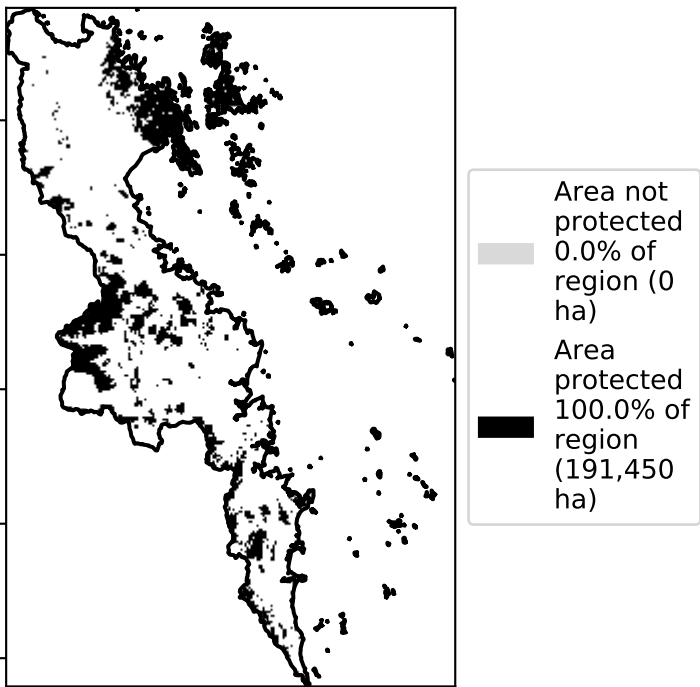 Area not
protected
0.0% of
region (0
ha)
Area
protected
100.0% of
region
(191,450
ha)